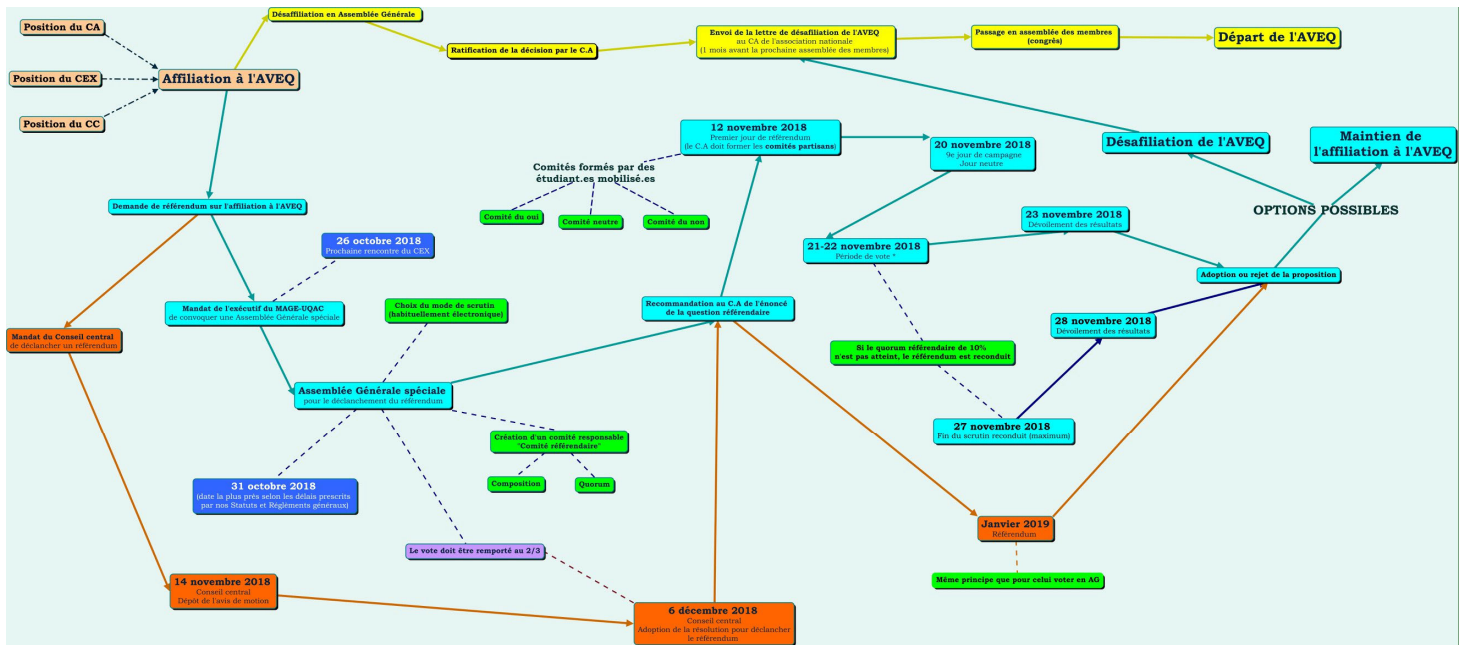 Désaffiliation en Assemblée Générale
Position du CA
Envoi de la lettre de désafiliation de l'AVEQ
au CA de l'association nationale
(1 mois avant la prochaine assemblée des membres)
Passage en assemblée des membres
(congrès)
Départ de l'AVEQ
Ratification de la décision par le C.A
Position du CEX
Affiliation à l'AVEQ
Position du CC
12 novembre 2018
Premier jour de référendum
(le C.A doit former les comités partisans)
20 novembre 2018
9e jour de campagne
Jour neutre
Désafiliation de l'AVEQ
Maintien de
l'affiliation à l'AVEQ
Comités formés par des
étudiant.es mobilisé.es
Demande de référendum sur l'affiliation à l'AVEQ
Comité du oui
Comité neutre
Comité du non
OPTIONS POSSIBLES
23 novembre 2018
Dévoilement des résultats
26 octobre 2018
Prochaine rencontre du CEX
21-22 novembre 2018
Période de vote *
Adoption ou rejet de la proposition
Mandat de l'exécutif du MAGE-UQAC
de convoquer une Assemblée Générale spéciale
Choix du mode de scrutin
(habituellement électronique)
Recommandation au C.A de l'énoncé
de la question référendaire
28 novembre 2018
Dévoilement des résultats
Mandat du Conseil central
de déclancher un référendum
Si le quorum référendaire de 10%
n'est pas atteint, le référendum est reconduit
Assemblée Générale spéciale
pour le déclanchement du référendum
27 novembre 2018
Fin du scrutin reconduit (maximum)
Création d'un comité responsable
"Comité référendaire"
Composition
Quorum
31 octobre 2018
(date la plus près selon les délais prescrits
par nos Statuts et Règlements généraux)
Janvier 2019
Référendum
Le vote doit être remporté au 2/3
Même principe que pour celui voter en AG
14 novembre 2018
Conseil central
Dépôt de l'avis de motion
6 décembre 2018
Conseil central
Adoption de la résolution pour déclancher
le référendum